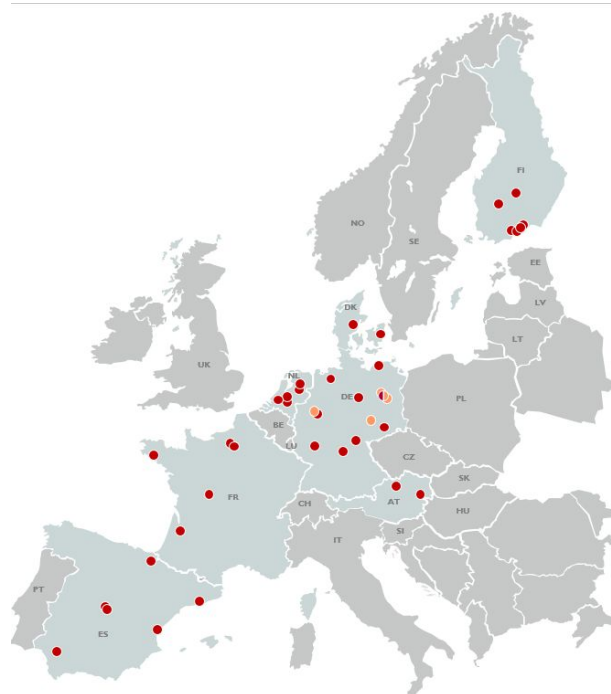 FI
NO
SE
EE
LV
DK
LT
UK
NL
DE
PL
BE
LU
CZ
SK
FR
AT
CH
HU
SI
IT
PT
ES